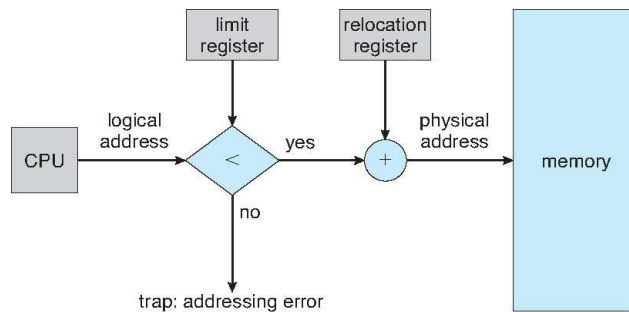 limit
register
relocation
register
logical
address
yes
physical
address
CPU
<
+
memory
no
trap: addressing error